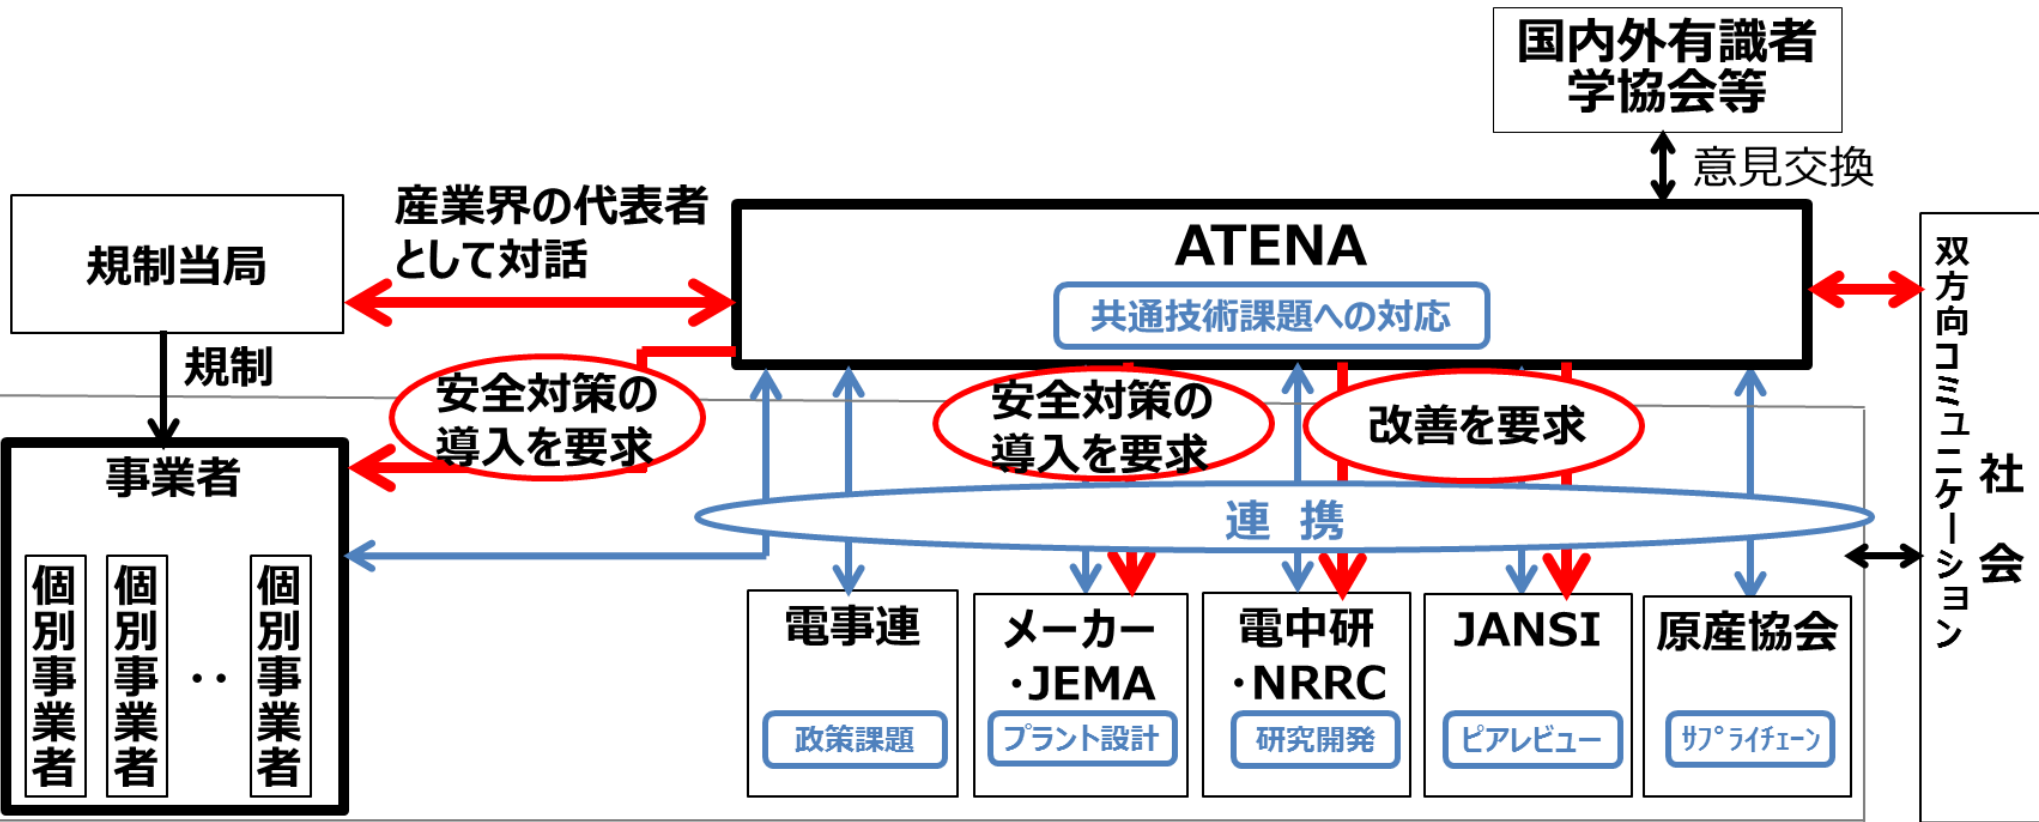 国内外有識者
学協会等
意見交換
規制当局
産業界の代表者
として対話
ATENA
共通技術課題への対応
双方向コミュニケーション
社会
規制
安全対策の
導入を要求
安全対策の
導入を要求
改善を要求
連携
事業者
個別事業者
個別事業者
・・
個別事業者
電事連
政策課題
メーカー
・JEMA
プラント設計
電中研
・NRRC
研究開発
JANSI
ピアレビュー
原産協会
ｻﾌﾟﾗｲﾁｪｰﾝ